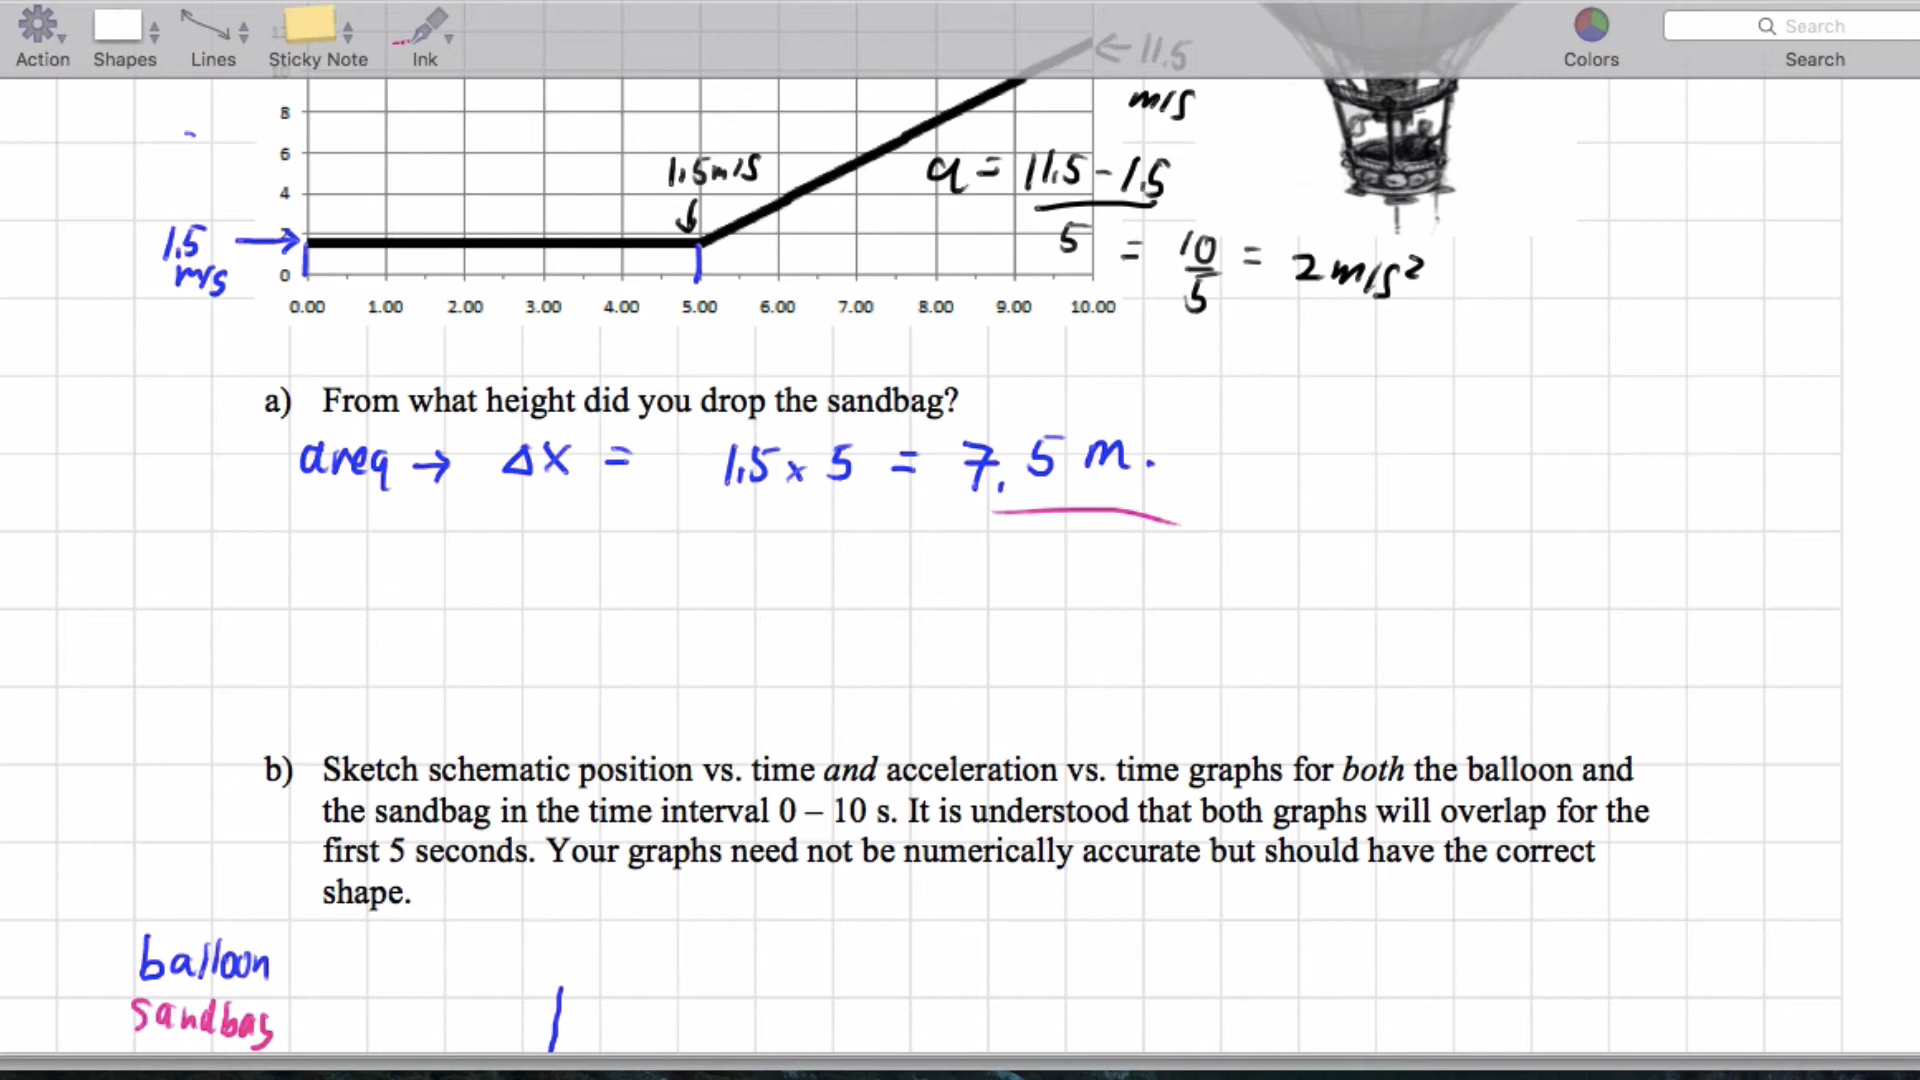 Action Shapes Lines Sticky Note Ink Colors Search
Search
← 11.5
m/s
8
6
4
2
0
1.5m/s
a = 11.5 - 1.5
5
= 10
5
= 2 m/s²
1.5
m/s
0.00 1.00 2.00 3.00 4.00 5.00 6.00 7.00 8.00 9.00 10.00
a) From what height did you drop the sandbag?
area → Δx = 1.5 x 5 = 7.5 m.
b) Sketch schematic position vs. time and acceleration vs. time graphs for both the balloon and
the sandbag in the time interval 0 – 10 s. It is understood that both graphs will overlap for the
first 5 seconds. Your graphs need not be numerically accurate but should have the correct
shape.
balloon
sandbag